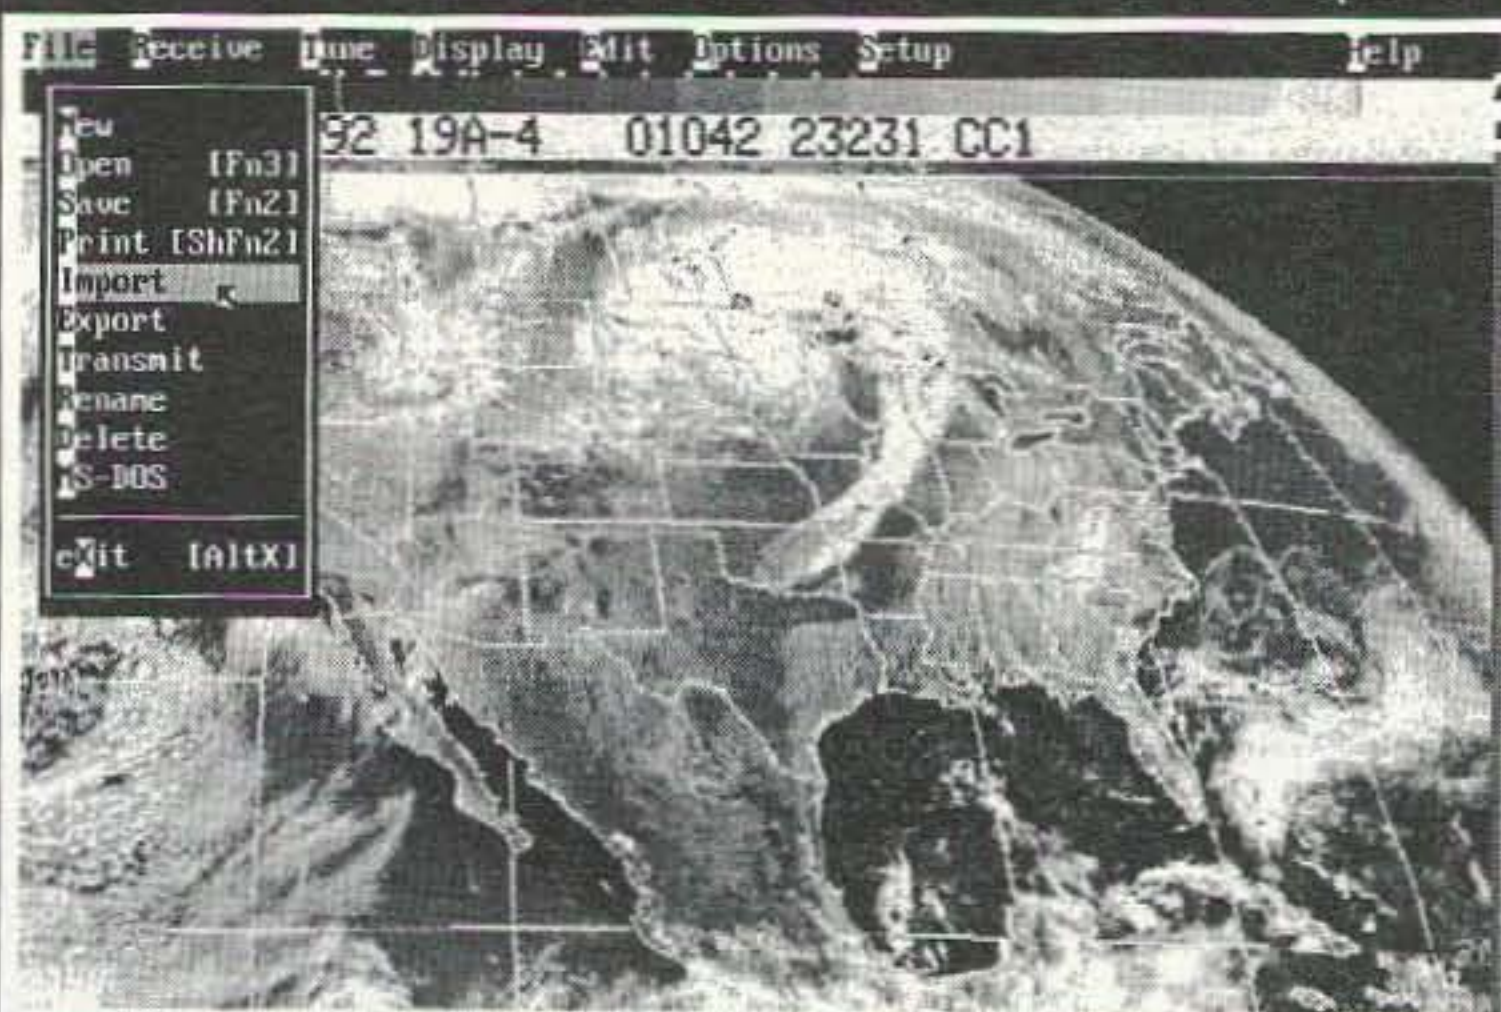 File Receive Tune Display Edit Options Setup Help
92 19A-4 01042 23231 CC1
New
Open [Fn3]
Save [Fn2]
Print [ShFn2]
Import
Export
Transmit
Rename
Delete
MS-DOS
eXit [AltX]